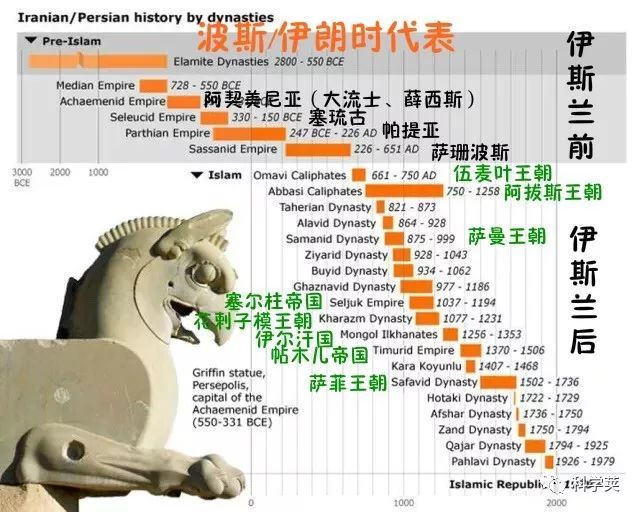 Iranian/Persian history by dynasties
波斯/伊朗时代表
Pre-Islam
Elamite Dynasties 2800 - 550 BCE
Median Empire 728 - 550 BCE
Achaemenid Empire 阿契美尼亚（大流士、薛西斯）
Seleucid Empire 330 - 150 BCE 塞琉古
Parthian Empire 247 BCE - 226 AD 帕提亚
Sassanid Empire 226 - 651 AD 萨珊波斯
伊斯兰前
3000 BCE 2000 1000 0
Islam
Omavi Caliphates 661 - 750 AD 伍麦叶王朝
Abbasi Caliphates 750 - 1258 阿拔斯王朝
Taherian Dynasty 821 - 873
Alavid Dynasty 864 - 928
Samanid Dynasty 875 - 999 萨曼王朝
Ziyarid Dynasty 928 - 1043
Buyid Dynasty 934 - 1062
Ghaznavid Dynasty 977 - 1186
塞尔柱帝国 Seljuk Empire 1037 - 1194
花剌子模王朝 Kharazm Dynasty 1077 - 1231
伊尔汗国 Mongol Ilkhanates 1256 - 1353
帖木儿帝国 Timurid Empire 1370 - 1506
Kara Koyunlu 1407 - 1468
萨菲王朝 Safavid Dynasty 1502 - 1736
Hotaki Dynasty 1722 - 1729
Afshar Dynasty 1736 - 1750
Zand Dynasty 1750 - 1794
Qajar Dynasty 1794 - 1925
Pahlavi Dynasty 1926 - 1979
Islamic Republic
伊斯兰后
Griffin statue,
Persepolis,
capital of the
Achaemenid Empire
(550-331 BCE)
0 1000 2000
科学荚